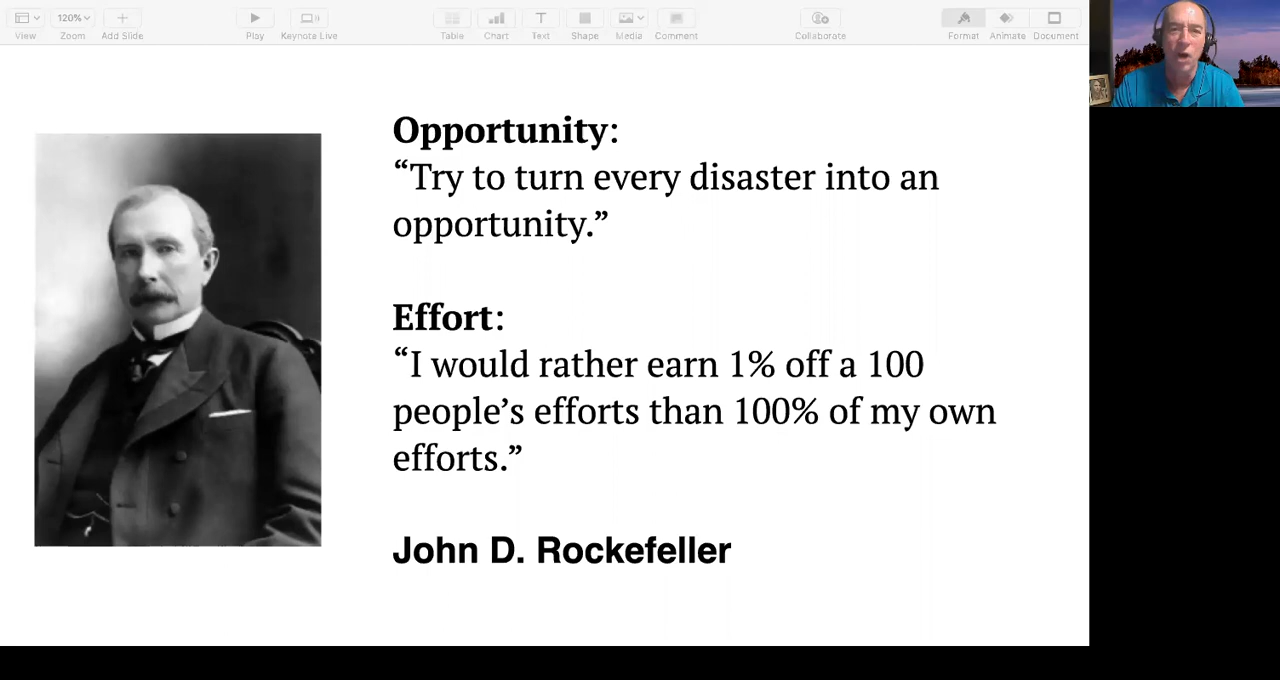 View
120%
Zoom
Add Slide
Play
Keynote Live
Table
Chart
Text
Shape
Media
Comment
Collaborate
Format
Animate
Document
Opportunity:
“Try to turn every disaster into an
opportunity.”
Effort:
“I would rather earn 1% off a 100
people’s efforts than 100% of my own
efforts.”
John D. Rockefeller